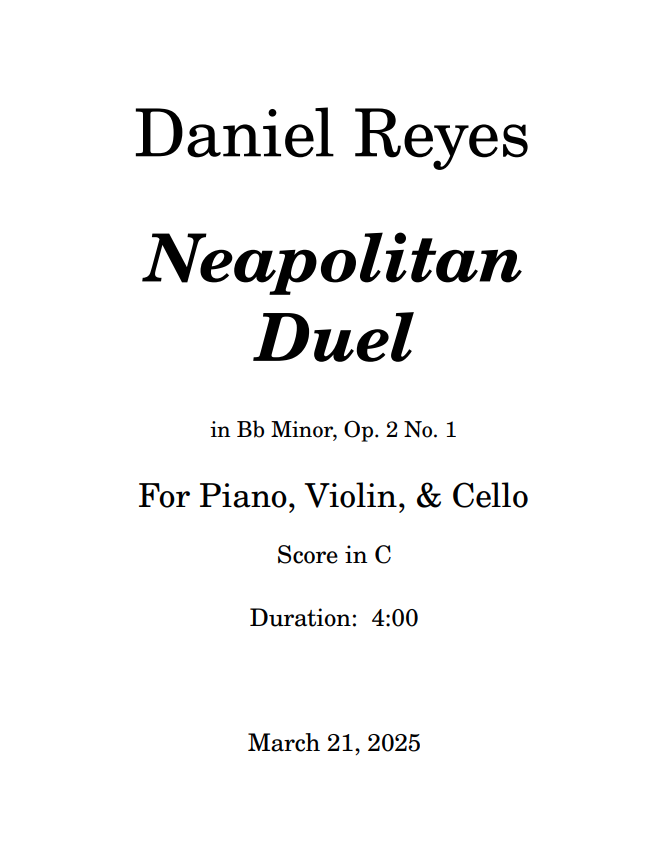 Daniel Reyes
Neapolitan
Duel
in Bb Minor, Op. 2 No. 1
For Piano, Violin, & Cello
Score in C
Duration: 4:00
March 21, 2025